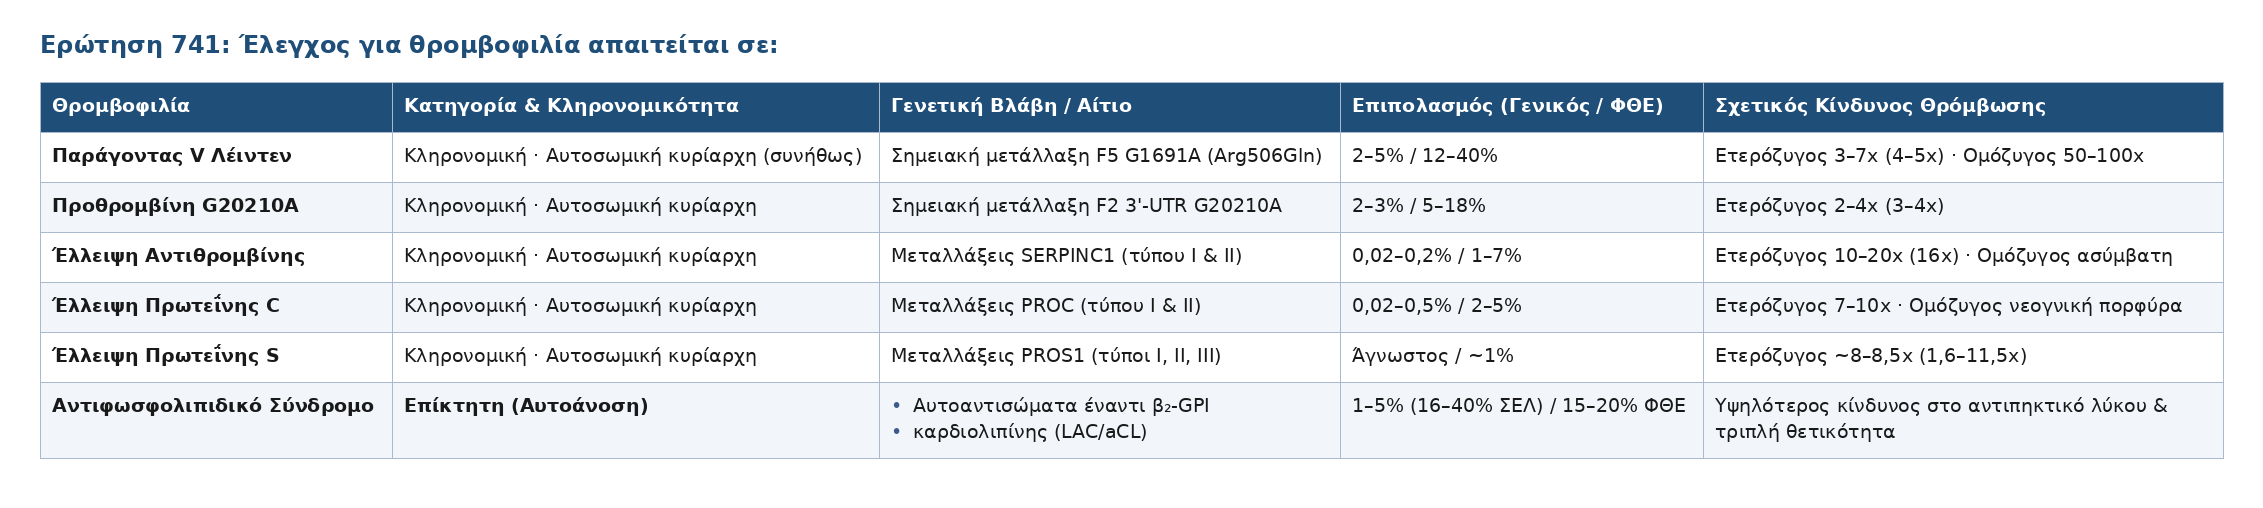 Ερώτηση 741: Έλεγχος για θρομβοφιλία απαιτείται σε:
Θρομβοφιλία Κατηγορία & Κληρονομικότητα Γενετική Βλάβη / Αίτιο Επιπολασμός (Γενικός / ΦΘΕ) Σχετικός Κίνδυνος Θρόμβωσης
Παράγοντας V Λέιντεν Κληρονομική · Αυτοσωμική κυρίαρχη (συνήθως) Σημειακή μετάλλαξη F5 G1691A (Arg506Gln) 2–5% / 12–40% Ετερόζυγος 3–7x (4–5x) · Ομόζυγος 50–100x
Προθρομβίνη G20210A Κληρονομική · Αυτοσωμική κυρίαρχη Σημειακή μετάλλαξη F2 3'-UTR G20210A 2–3% / 5–18% Ετερόζυγος 2–4x (3–4x)
Έλλειψη Αντιθρομβίνης Κληρονομική · Αυτοσωμική κυρίαρχη Μεταλλάξεις SERPINC1 (τύπου I & II) 0,02–0,2% / 1–7% Ετερόζυγος 10–20x (16x) · Ομόζυγος ασύμβατη
Έλλειψη Πρωτεΐνης C Κληρονομική · Αυτοσωμική κυρίαρχη Μεταλλάξεις PROC (τύπου I & II) 0,02–0,5% / 2–5% Ετερόζυγος 7–10x · Ομόζυγος νεογνική πορφύρα
Έλλειψη Πρωτεΐνης S Κληρονομική · Αυτοσωμική κυρίαρχη Μεταλλάξεις PROS1 (τύποι I, II, III) Άγνωστος / ~1% Ετερόζυγος ~8–8,5x (1,6–11,5x)
Αντιφωσφολιπιδικό Σύνδρομο Επίκτητη (Αυτοάνοση) • Αυτοαντισώματα έναντι β₂-GPI 1–5% (16–40% ΣΕΛ) / 15–20% ΦΘΕ Υψηλότερος κίνδυνος στο αντιπηκτικό λύκου &
• καρδιολιπίνης (LAC/aCL) τριπλή θετικότητα